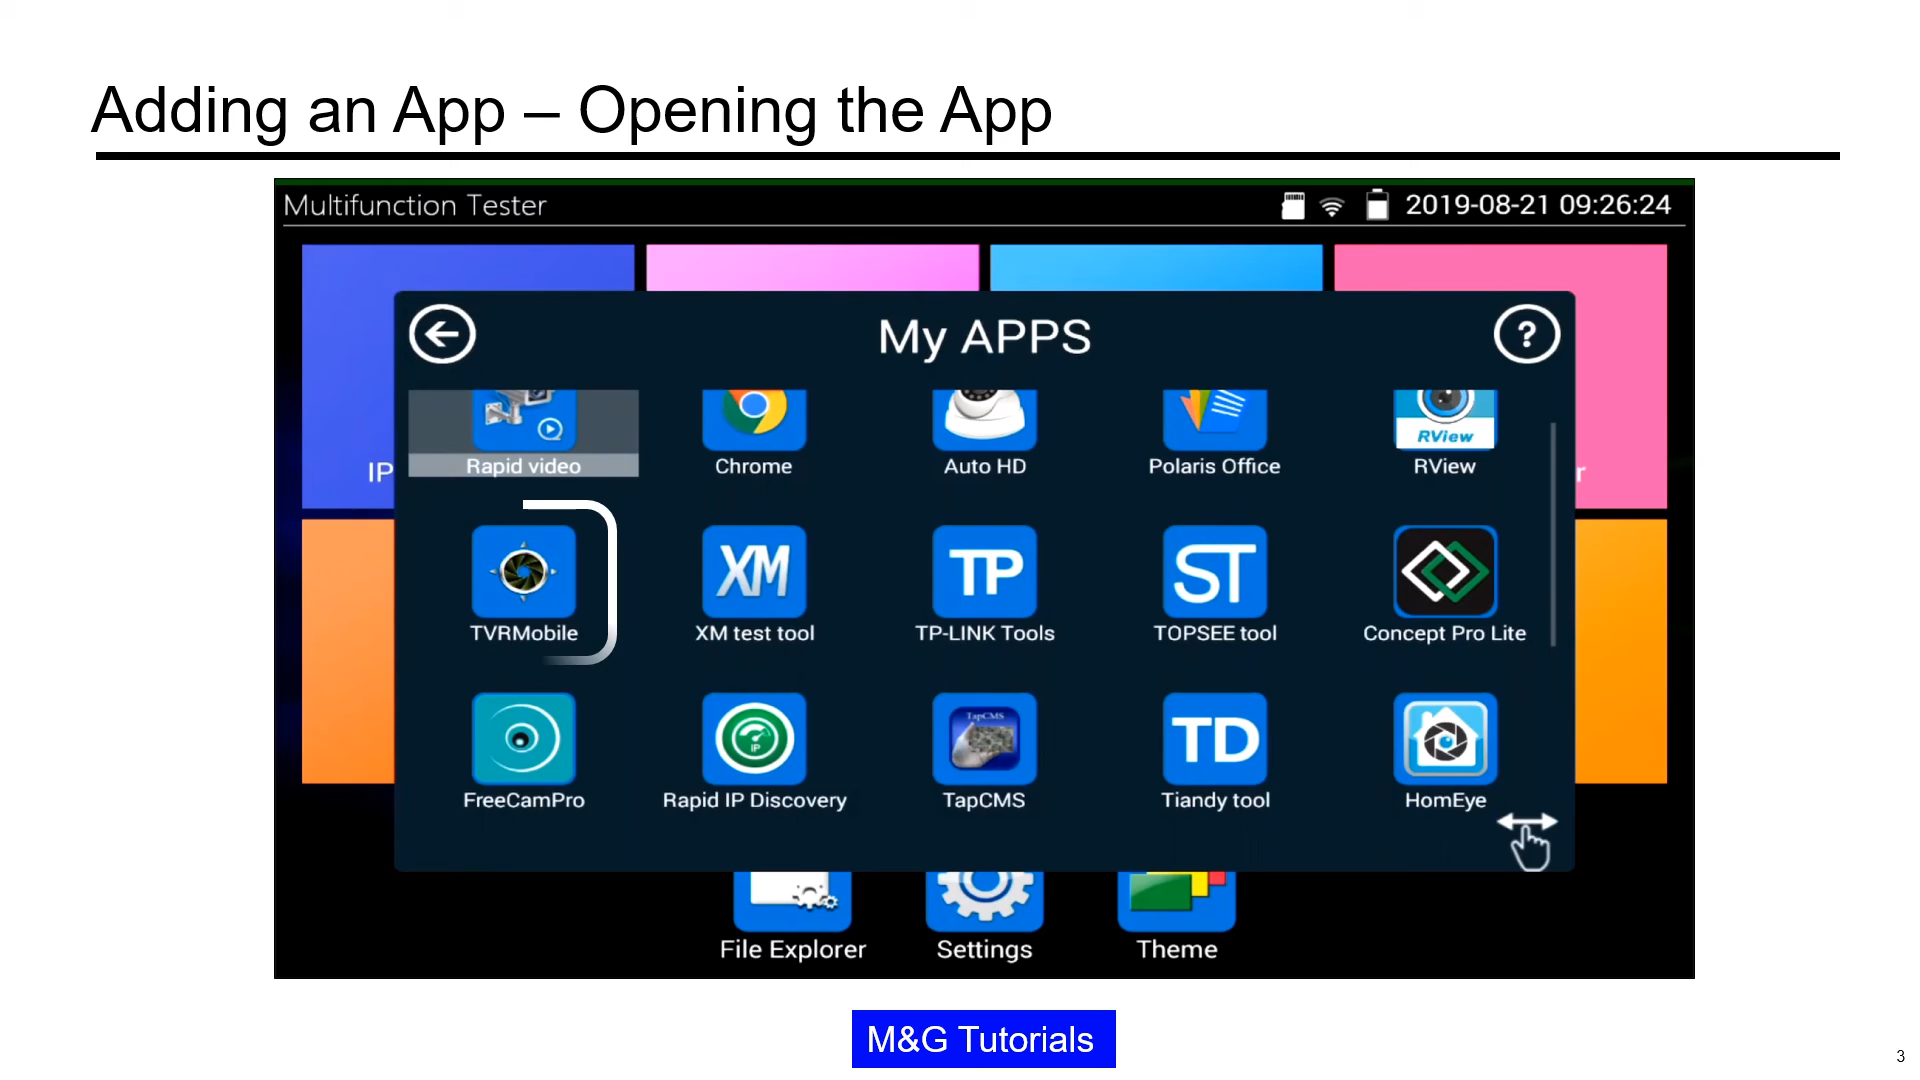 Adding an App – Opening the App
Multifunction Tester
2019-08-21 09:26:24
My APPS
?
IP
r
RView
Rapid video
Chrome
Auto HD
Polaris Office
RView
XM
TP
ST
TVRMobile
XM test tool
TP-LINK Tools
TOPSEE tool
Concept Pro Lite
IP
TapCMS
TD
FreeCamPro
Rapid IP Discovery
TapCMS
Tiandy tool
HomEye
File Explorer
Settings
Theme
M&G Tutorials
3